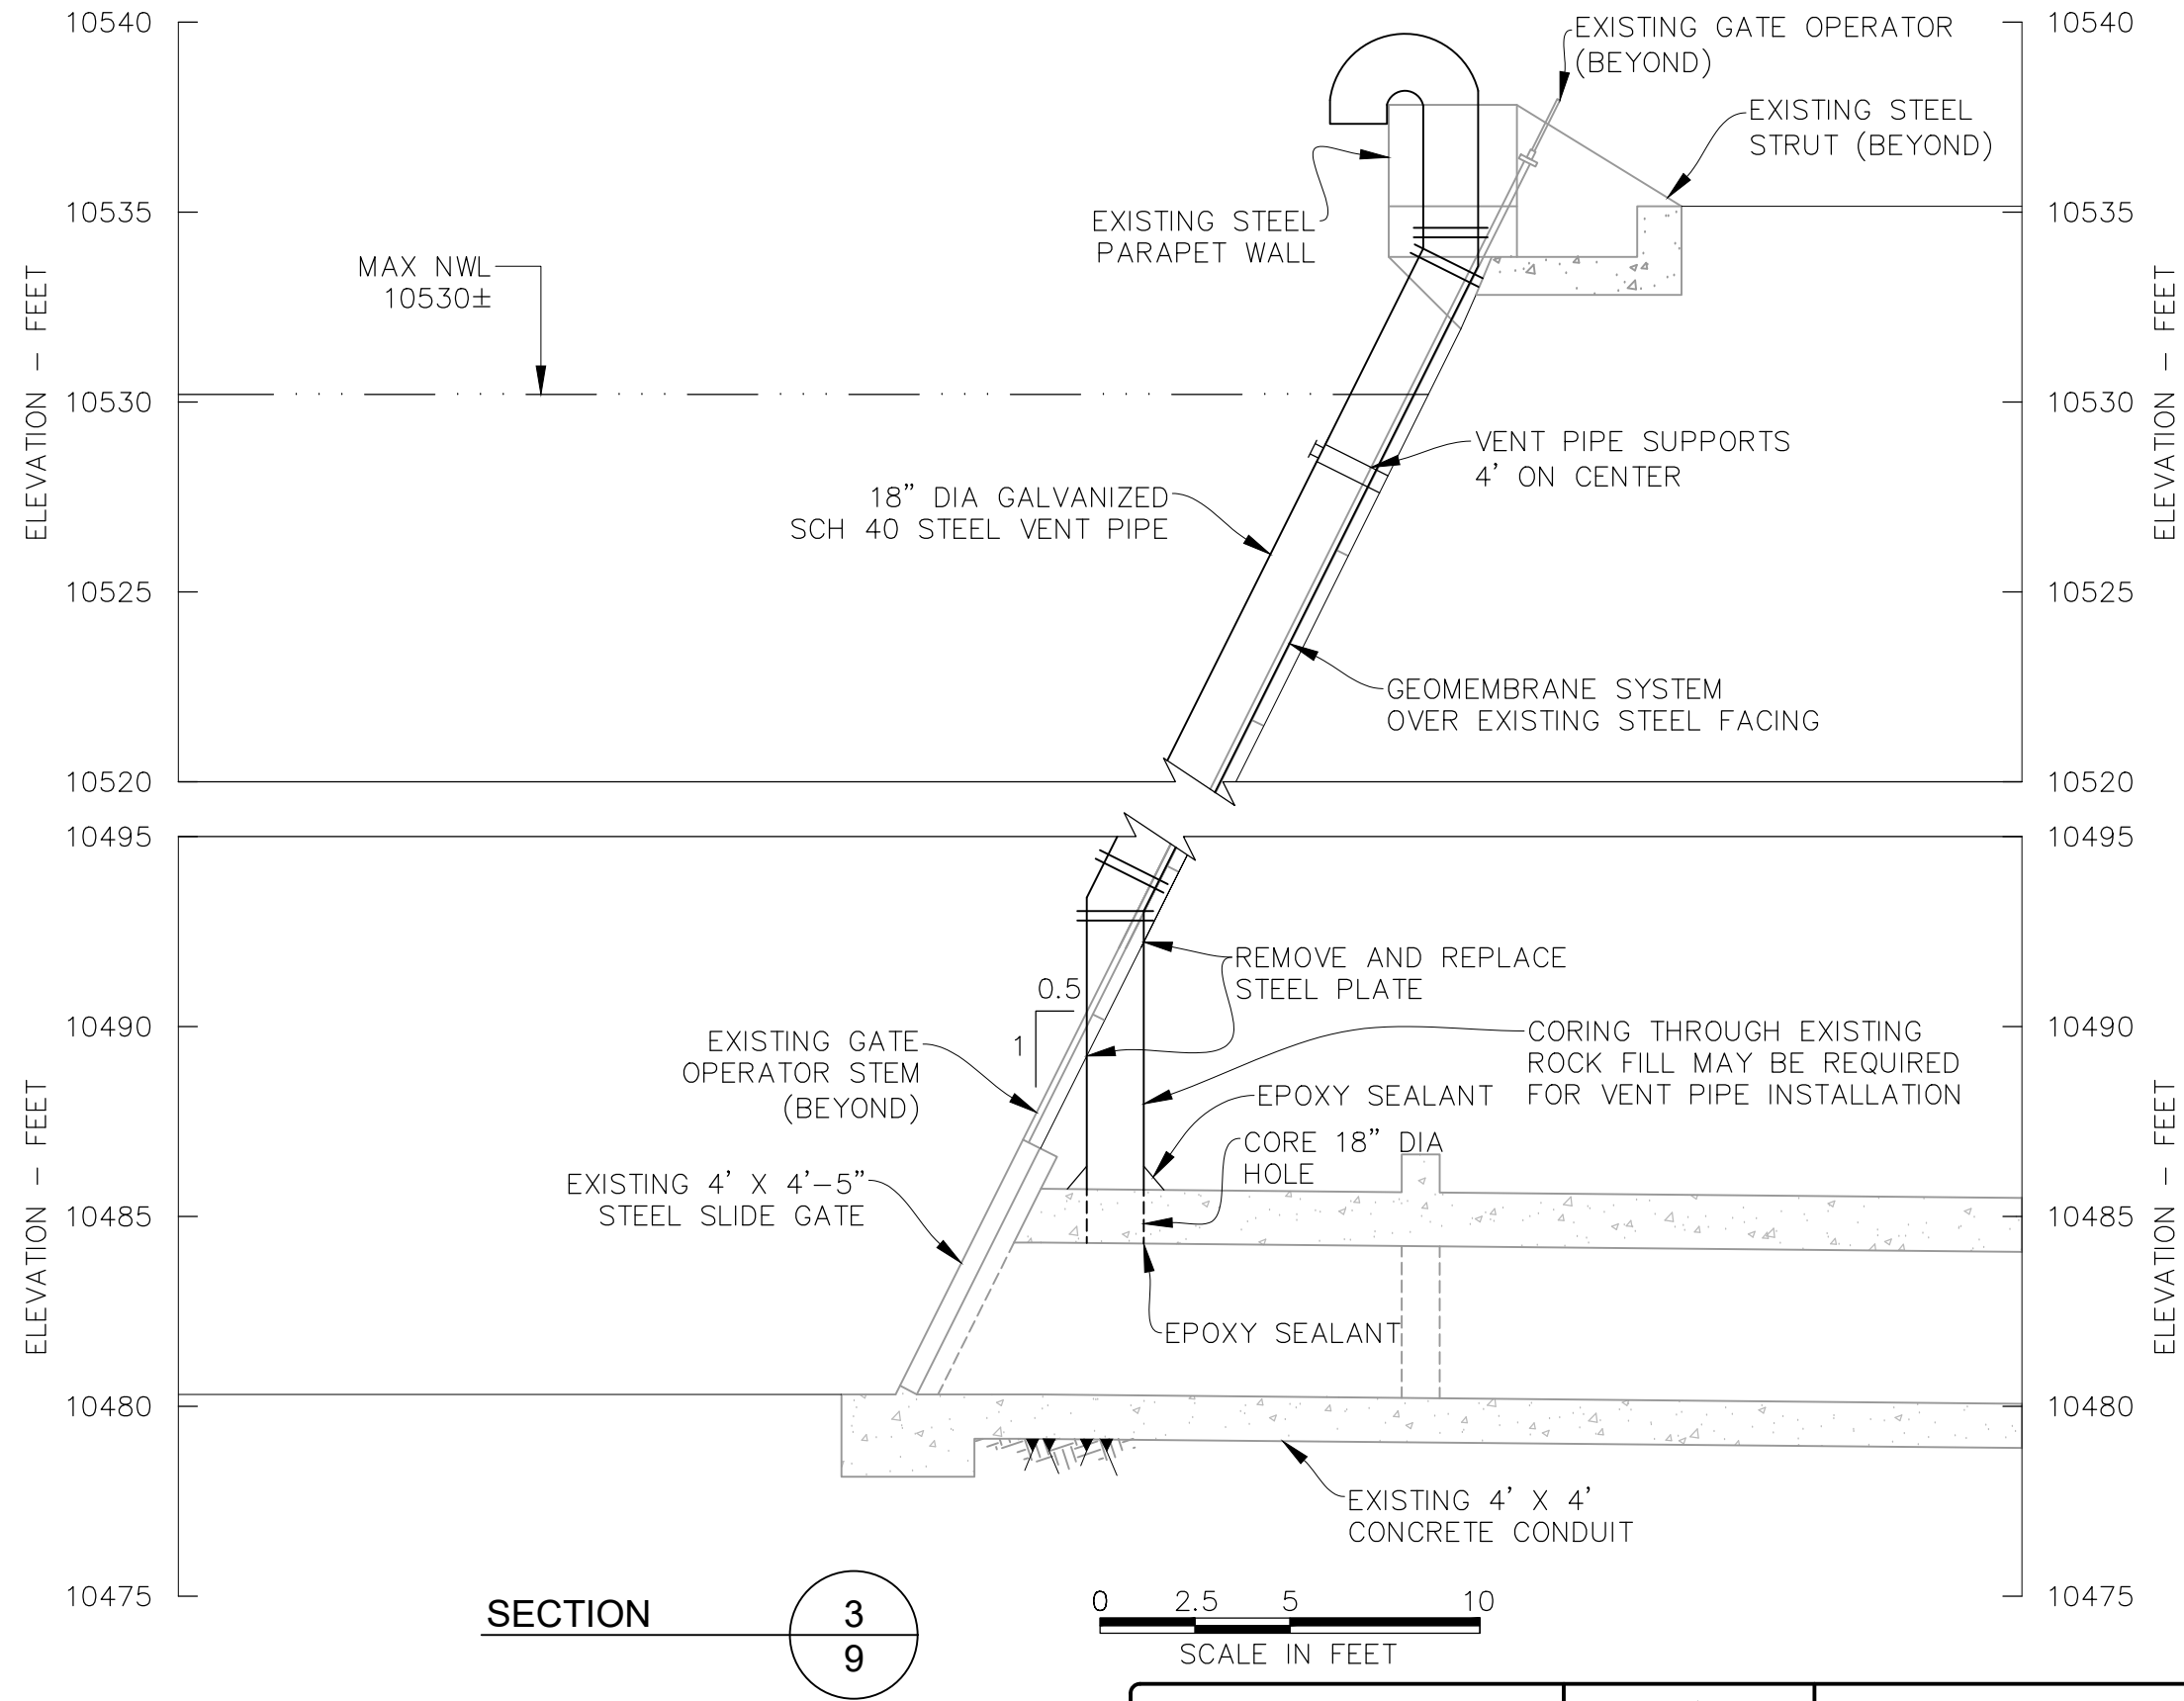 10540
10535
10530
10525
10520
10495
10490
10485
10480
10475
ELEVATION - FEET
ELEVATION - FEET
EXISTING GATE OPERATOR
(BEYOND)
EXISTING STEEL
STRUT (BEYOND)
EXISTING STEEL
PARAPET WALL
MAX NWL
10530±
VENT PIPE SUPPORTS
4' ON CENTER
18" DIA GALVANIZED
SCH 40 STEEL VENT PIPE
GEOMEMBRANE SYSTEM
OVER EXISTING STEEL FACING
REMOVE AND REPLACE
STEEL PLATE
0.5
1
EXISTING GATE
OPERATOR STEM
(BEYOND)
CORING THROUGH EXISTING
ROCK FILL MAY BE REQUIRED
FOR VENT PIPE INSTALLATION
EPOXY SEALANT
CORE 18" DIA
HOLE
EXISTING 4' X 4'-5"
STEEL SLIDE GATE
EPOXY SEALANT
EXISTING 4' X 4'
CONCRETE CONDUIT
10540
10535
10530
10525
10520
10495
10490
10485
10480
10475
ELEVATION - FEET
ELEVATION - FEET
SECTION
3
9
0 2.5 5 10
SCALE IN FEET